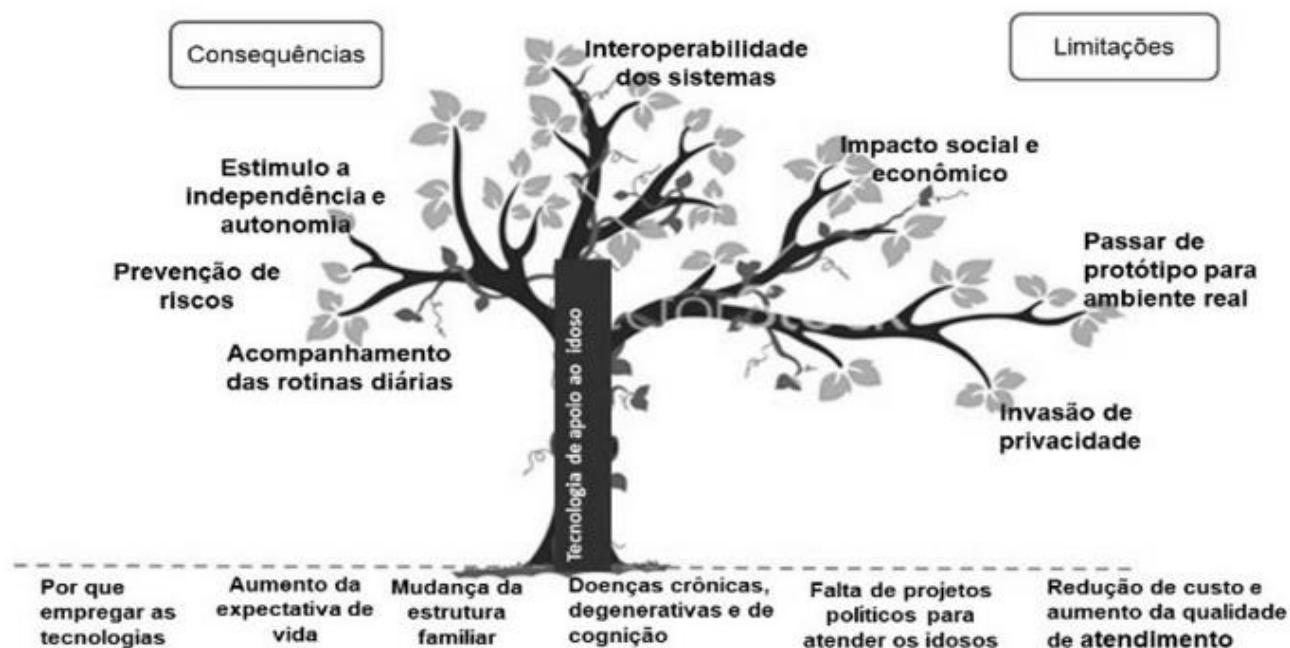 Consequências
Limitações
Interoperabilidade
dos sistemas
Estimulo a
independência e
autonomia
Impacto social e
econômico
Prevenção de
riscos
Passar de
protótipo para
ambiente real
Acompanhamento
das rotinas diárias
Invasão de
privacidade
Tecnologia de apoio ao idoso
Por que
empregar as
tecnologias
Aumento da
expectativa de
vida
Mudança da
estrutura
familiar
Doenças crônicas,
degenerativas e de
cognição
Falta de projetos
políticos para
atender os idosos
Redução de custo e
aumento da qualidade
de atendimento